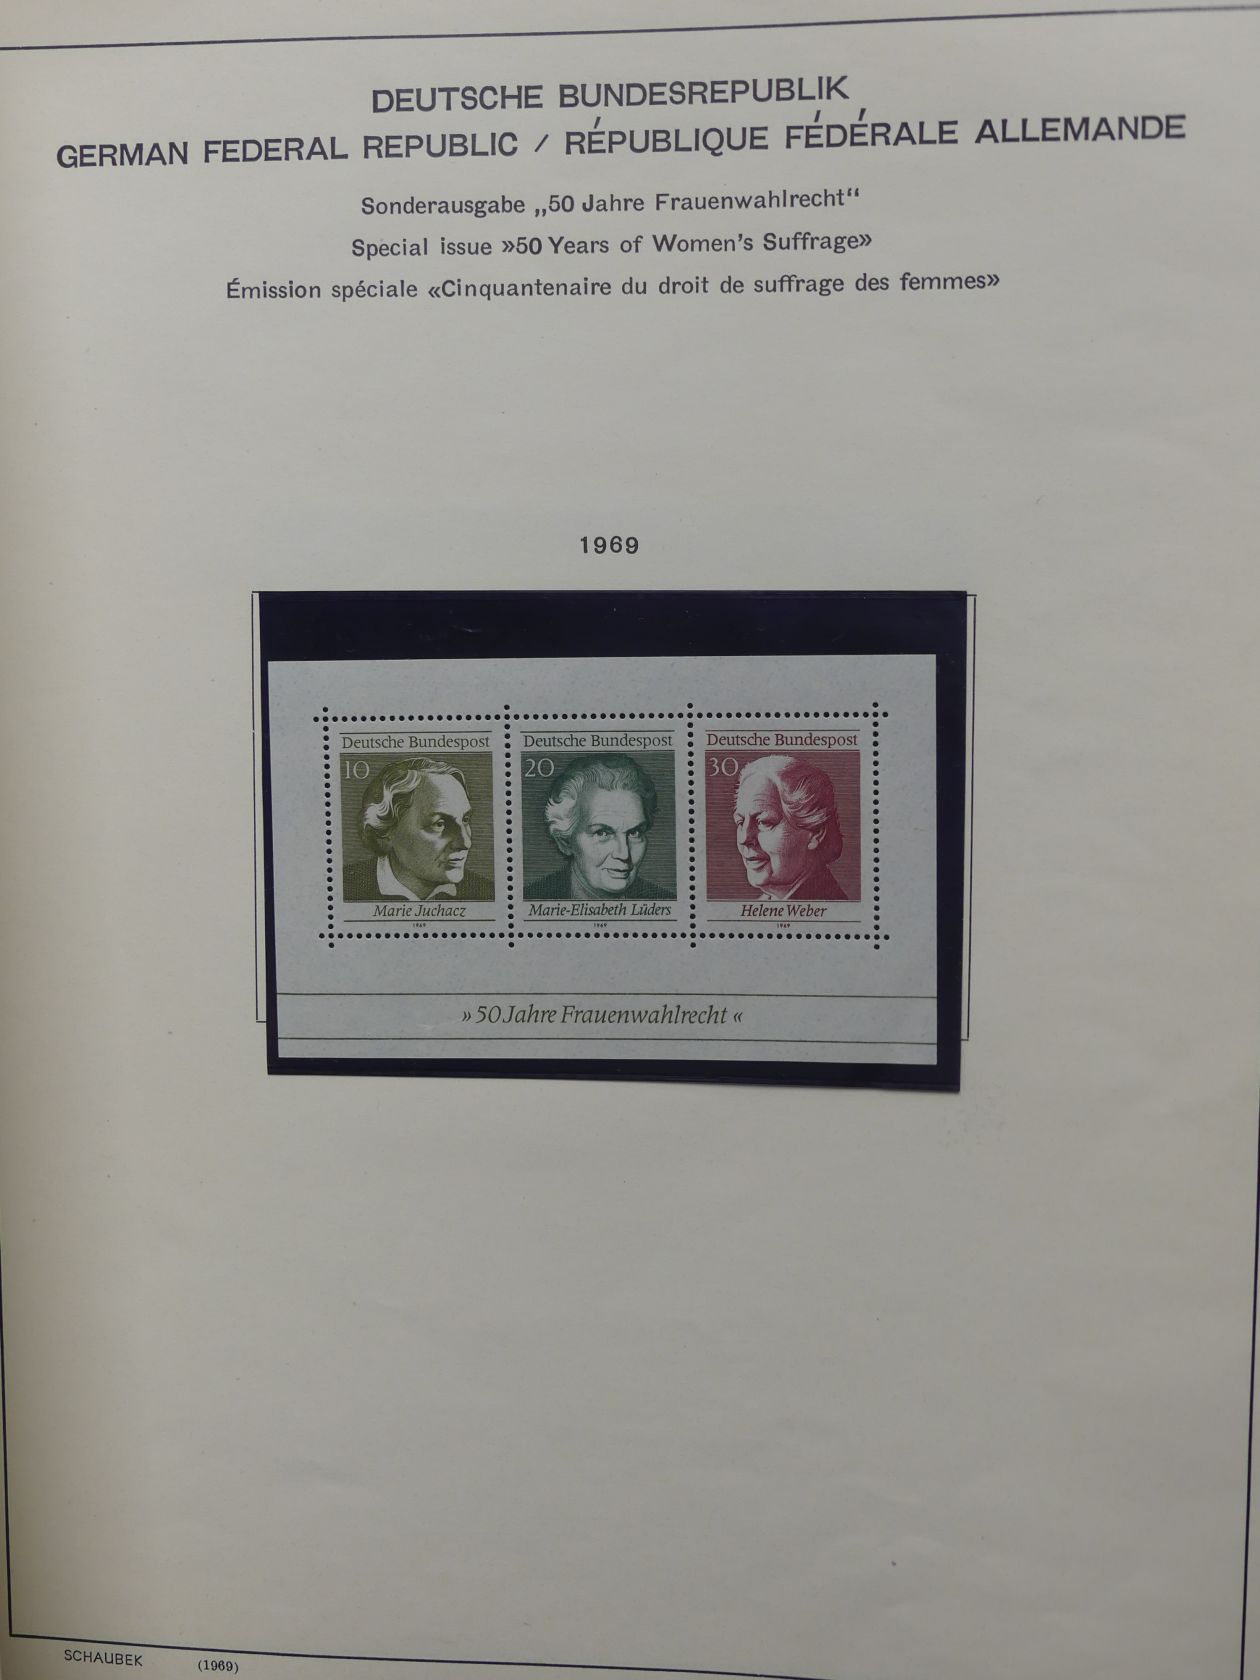 DEUTSCHE BUNDESREPUBLIK
GERMAN FEDERAL REPUBLIC / RÉPUBLIQUE FÉDÉRALE ALLEMANDE
Sonderausgabe „50 Jahre Frauenwahlrecht“
Special issue »50 Years of Women's Suffrage»
Émission spéciale «Cinquantenaire du droit de suffrage des femmes»
1969
Deutsche Bundespost
10
Marie Juchacz
1969
Deutsche Bundespost
20
Marie-Elisabeth Lüders
1969
Deutsche Bundespost
30
Helene Weber
1969
»50 Jahre Frauenwahlrecht«
SCHAUBEK (1969)